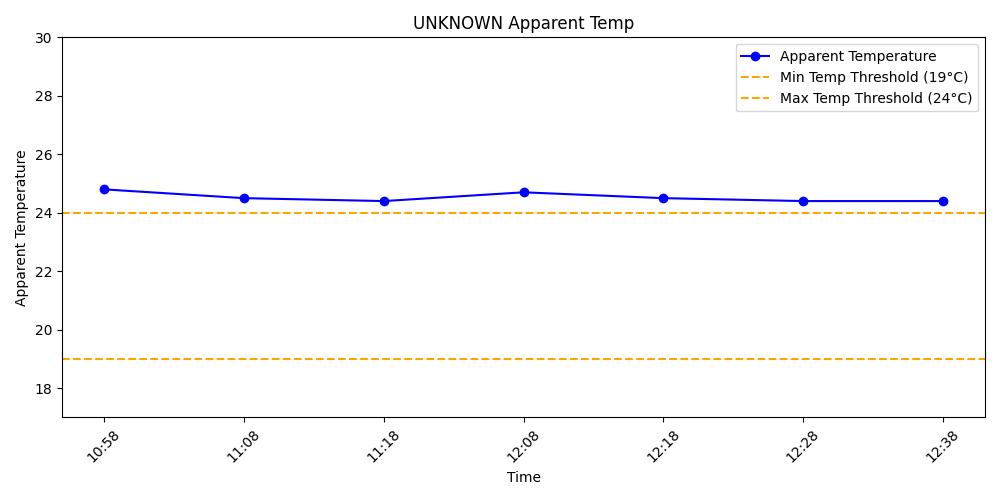 UNKNOWN Apparent Temp
Apparent Temperature
30
28
26
24
22
20
18
Apparent Temperature
Min Temp Threshold (19°C)
Max Temp Threshold (24°C)
10:58
11:08
11:18
12:08
12:18
12:28
12:38
Time